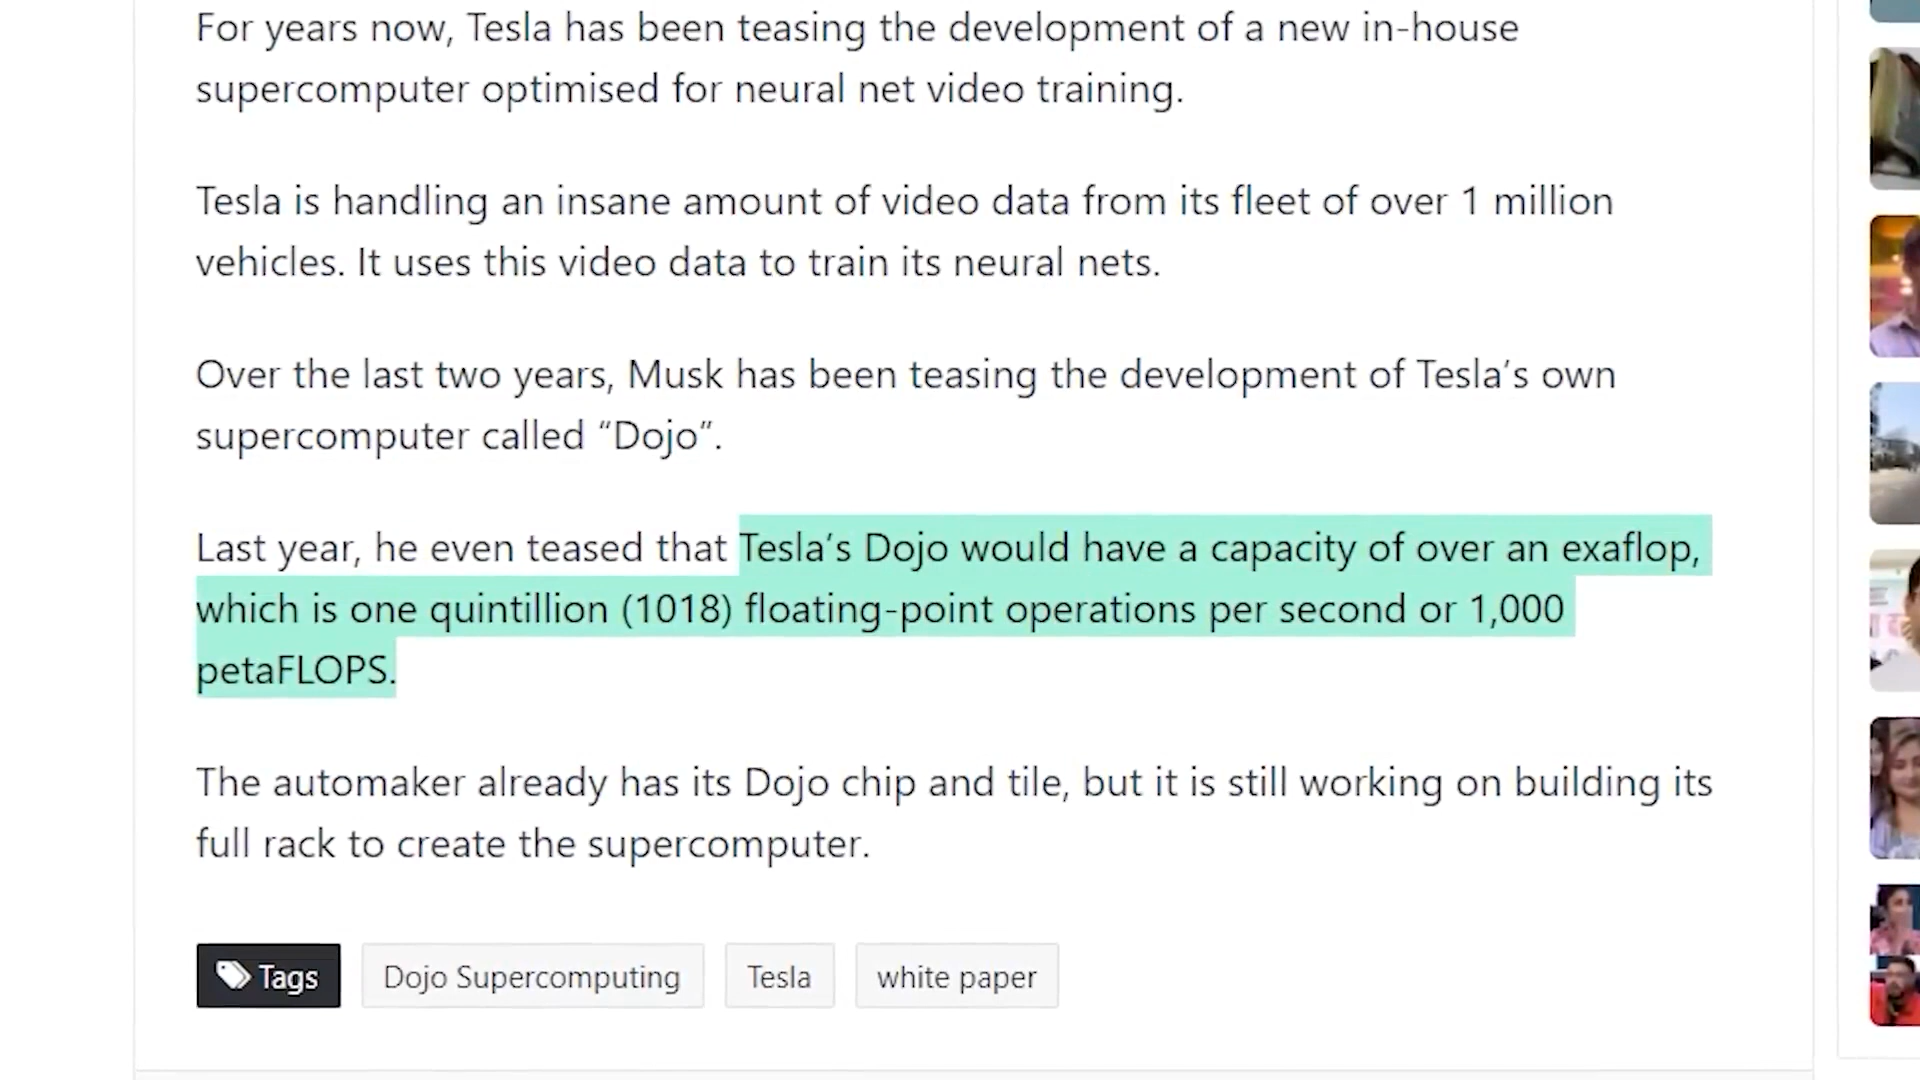 For years now, Tesla has been teasing the development of a new in-house
supercomputer optimised for neural net video training.
Tesla is handling an insane amount of video data from its fleet of over 1 million
vehicles. It uses this video data to train its neural nets.
Over the last two years, Musk has been teasing the development of Tesla’s own
supercomputer called “Dojo”.
Last year, he even teased that Tesla’s Dojo would have a capacity of over an exaflop,
which is one quintillion (1018) floating-point operations per second or 1,000
petaFLOPS.
The automaker already has its Dojo chip and tile, but it is still working on building its
full rack to create the supercomputer.
Tags Dojo Supercomputing Tesla white paper